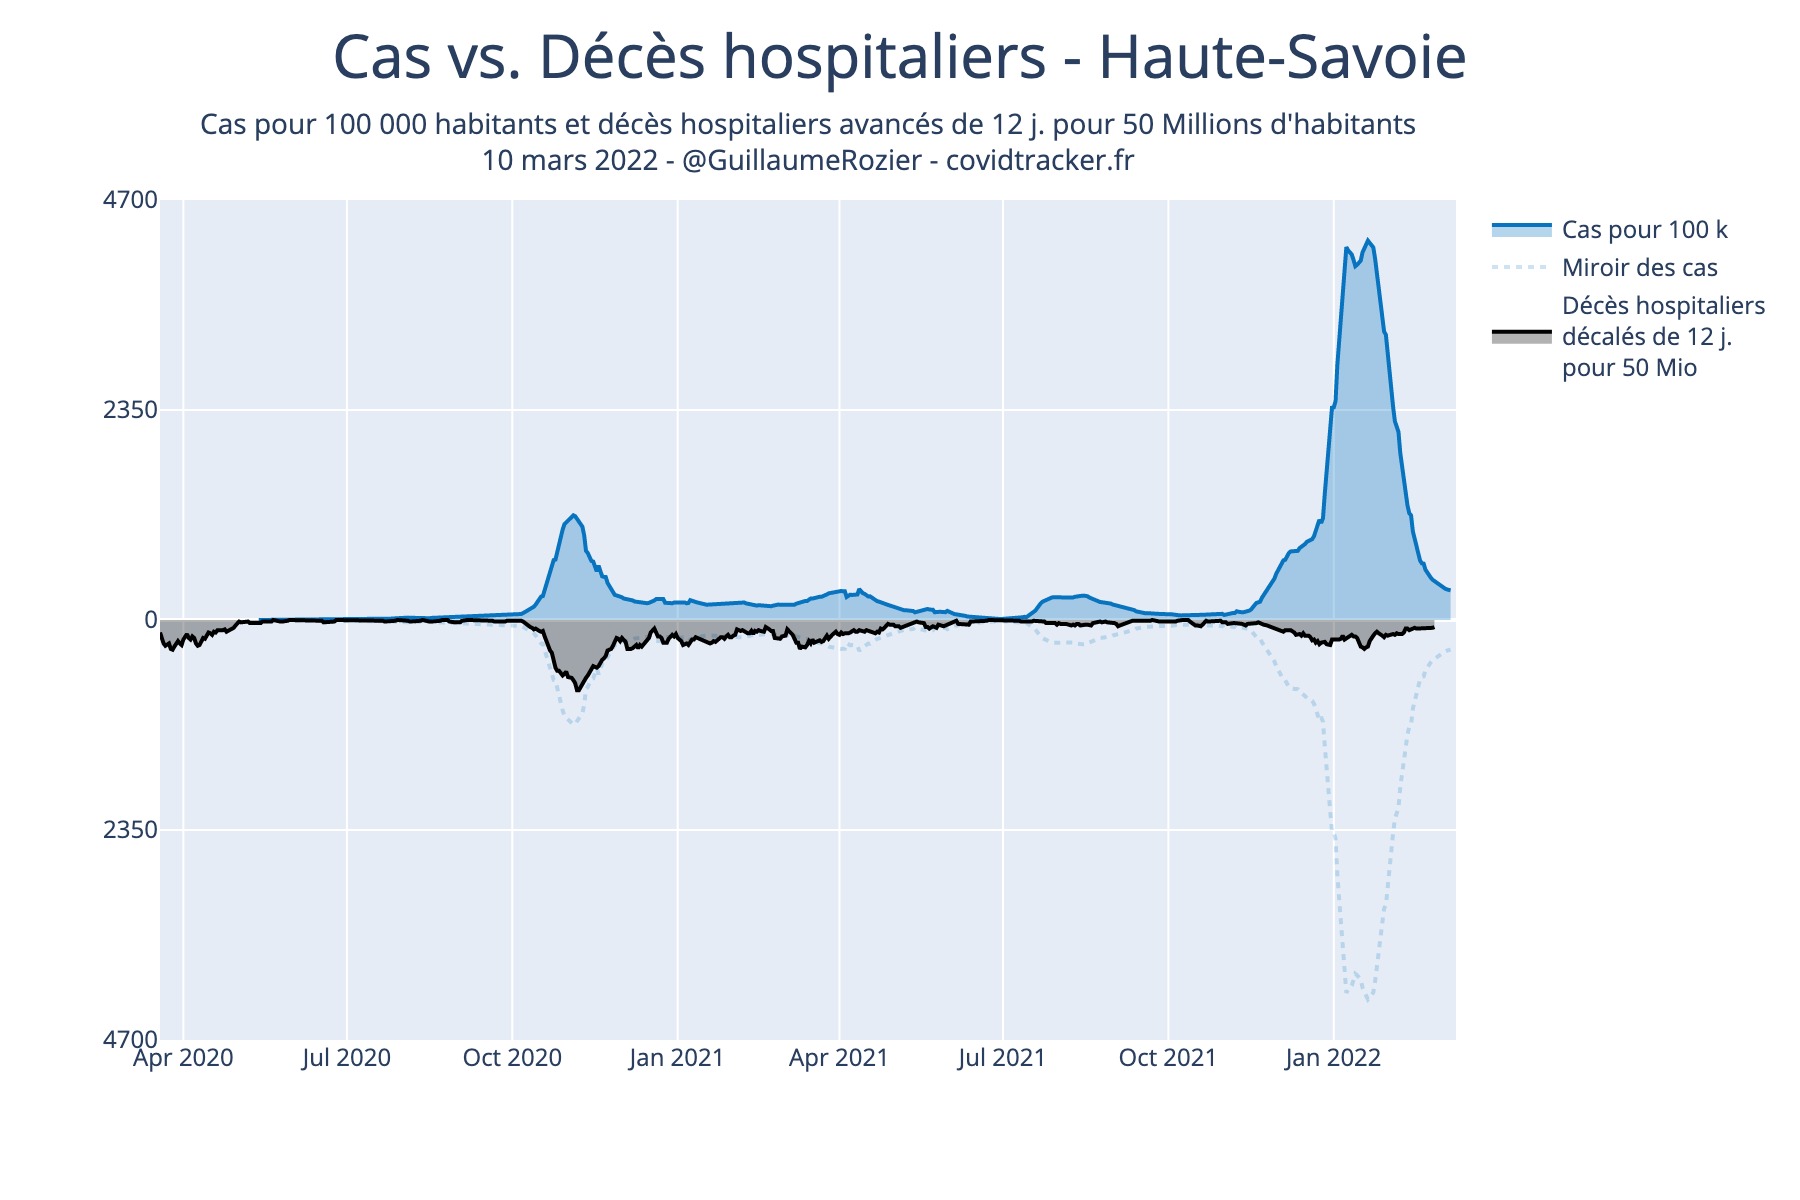 Cas vs. Décès hospitaliers - Haute-Savoie
Cas pour 100 000 habitants et décès hospitaliers avancés de 12 j. pour 50 Millions d'habitants
10 mars 2022 - @GuillaumeRozier - covidtracker.fr
4700
2350
0
2350
4700
Apr 2020
Jul 2020
Oct 2020
Jan 2021
Apr 2021
Jul 2021
Oct 2021
Jan 2022
Cas pour 100 k
Miroir des cas
Décès hospitaliers
décalés de 12 j.
pour 50 Mio